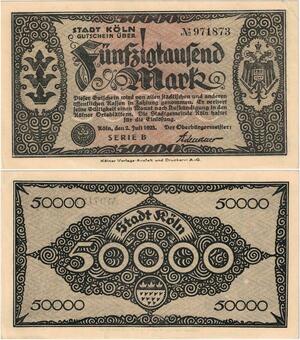 STADT KÖLN
GUTSCHEIN ÜBER
№ 971873
Fünfzigtausend
Mark
Dieser Gutschein wird von allen städtischen und anderen
öffentlichen Kassen in Zahlung genommen. Er verliert
seine Gültigkeit einen Monat nach Bekanntmachung in den
Kölner Ortsblättern. Die Stadtgemeinde Köln haftet
für die Einlösung.
Köln, den 2. Juli 1923. Der Oberbürgermeister:
SERIE B
Adenauer
Kölner Verlags-Anstalt und Druckerei A.-G.
50000
50000
Stadt Köln
50000
50000
50000